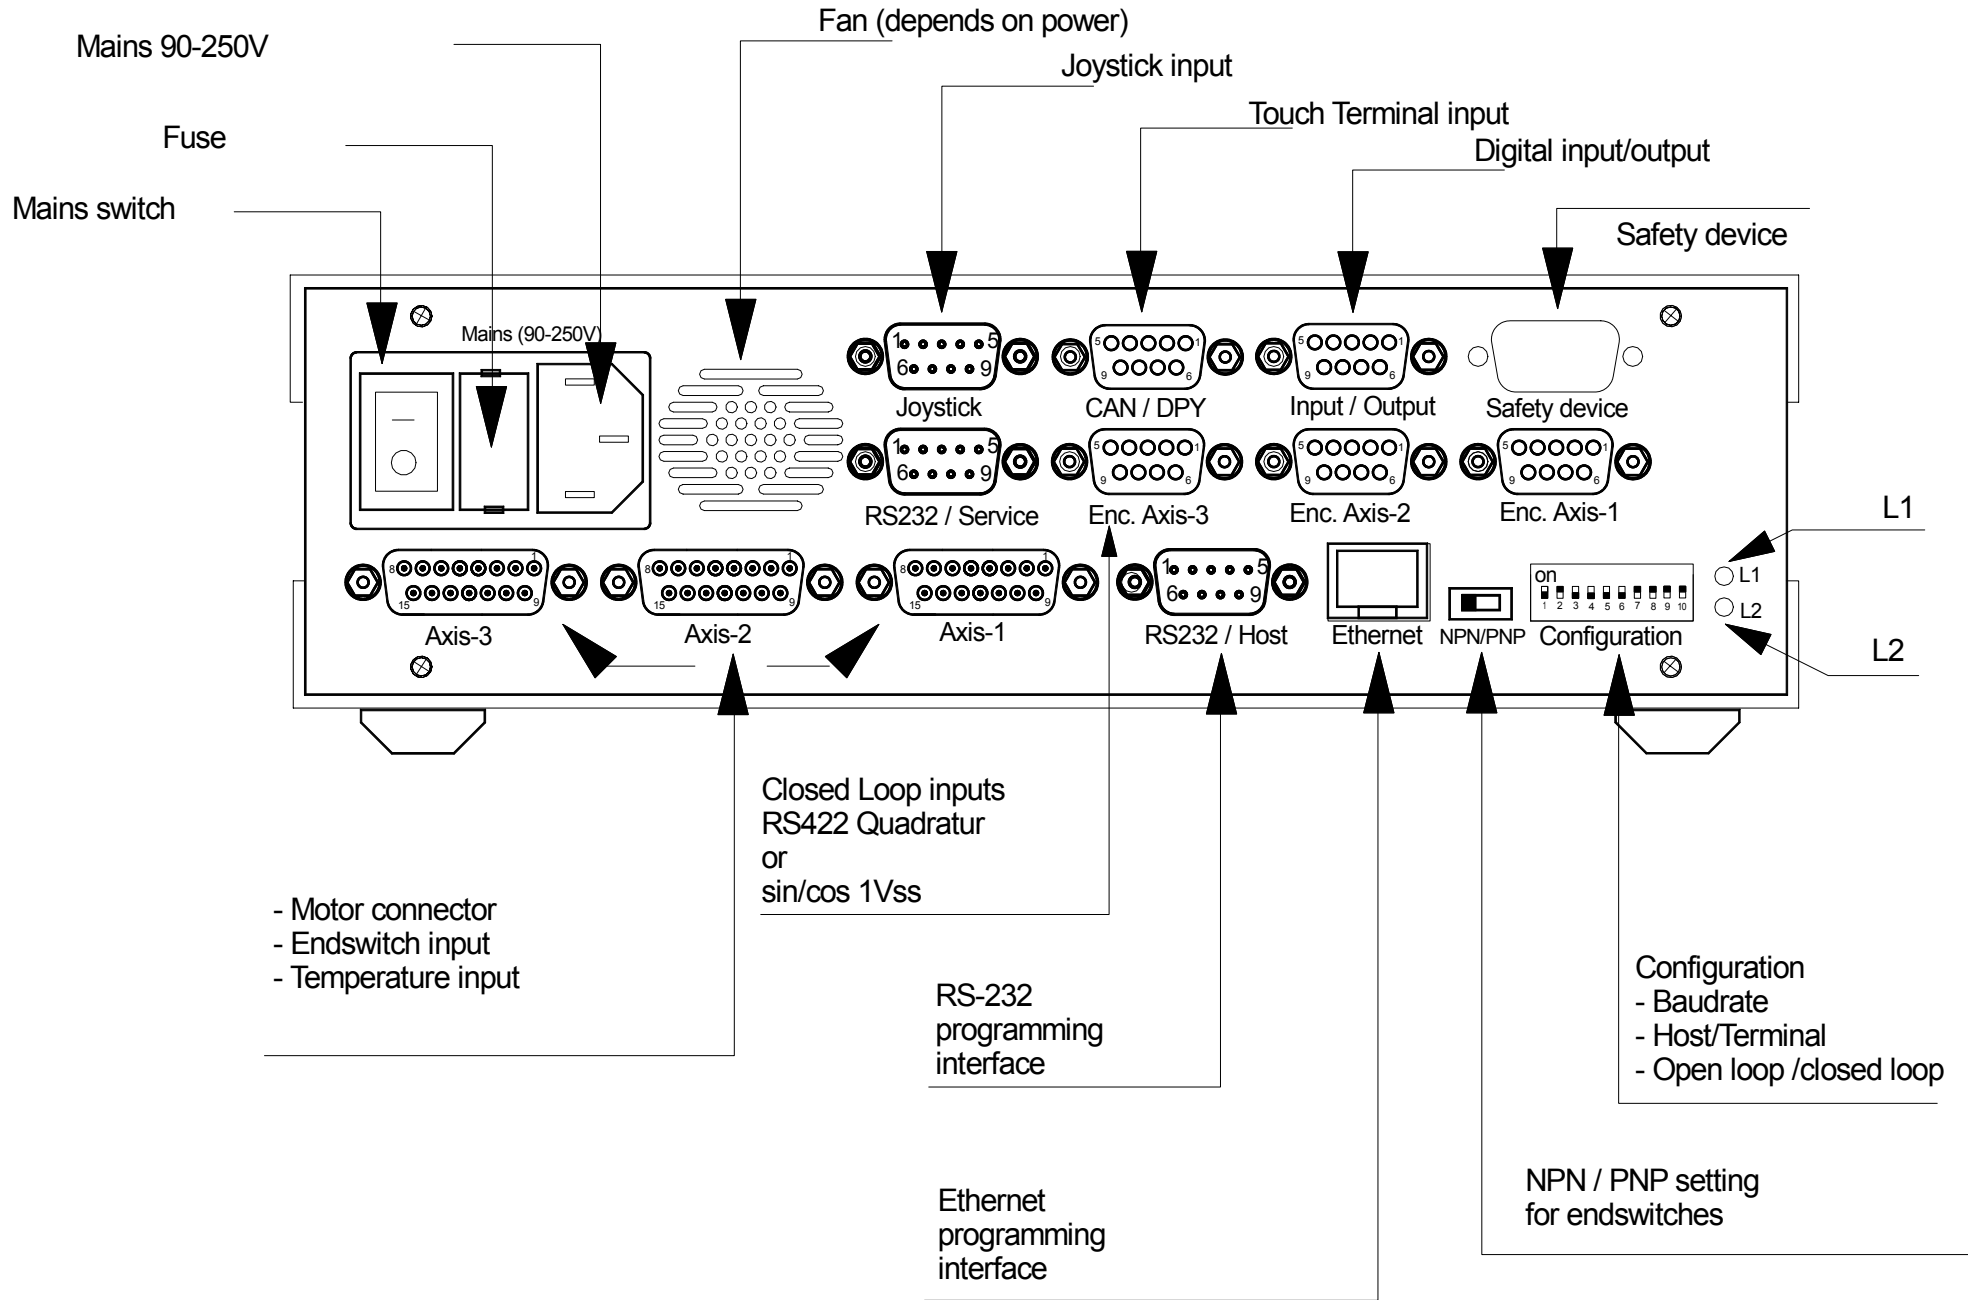 Fan (depends on power)
Mains 90-250V
Joystick input
Touch Terminal input
Fuse
Digital input/output
Mains switch
Safety device
Mains (90-250V)
1 5
6 9
Joystick
5 1
9 6
CAN / DPY
5 1
9 6
Input / Output
Safety device
1 5
6 9
RS232 / Service
5 1
9 6
Enc. Axis-3
5 1
9 6
Enc. Axis-2
5 1
9 6
Enc. Axis-1
L1
8 1
15 9
Axis-3
8 1
15 9
Axis-2
8 1
15 9
Axis-1
1 5
6 9
RS232 / Host
Ethernet
NPN/PNP
on
1 2 3 4 5 6 7 8 9 10
Configuration
L1
L2
L2
Closed Loop inputs
RS422 Quadratur
or
sin/cos 1Vss
- Motor connector
- Endswitch input
- Temperature input
RS-232
programming
interface
Configuration
- Baudrate
- Host/Terminal
- Open loop /closed loop
Ethernet
programming
interface
NPN / PNP setting
for endswitches